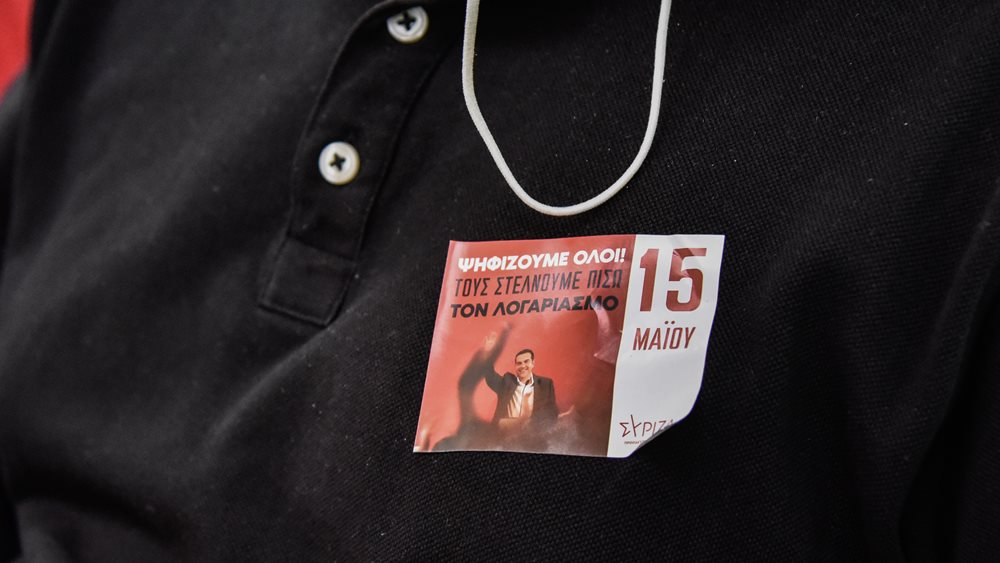 ΨΗΦΙΖΟΥΜΕ ΟΛΟΙ!
ΤΟΥΣ ΣΤΕΛΝΟΥΜΕ ΠΙΣΩ
ΤΟΝ ΛΟΓΑΡΙΑΣΜΟ
15
ΜΑΪΟΥ
ΣΥΡΙΖΑ